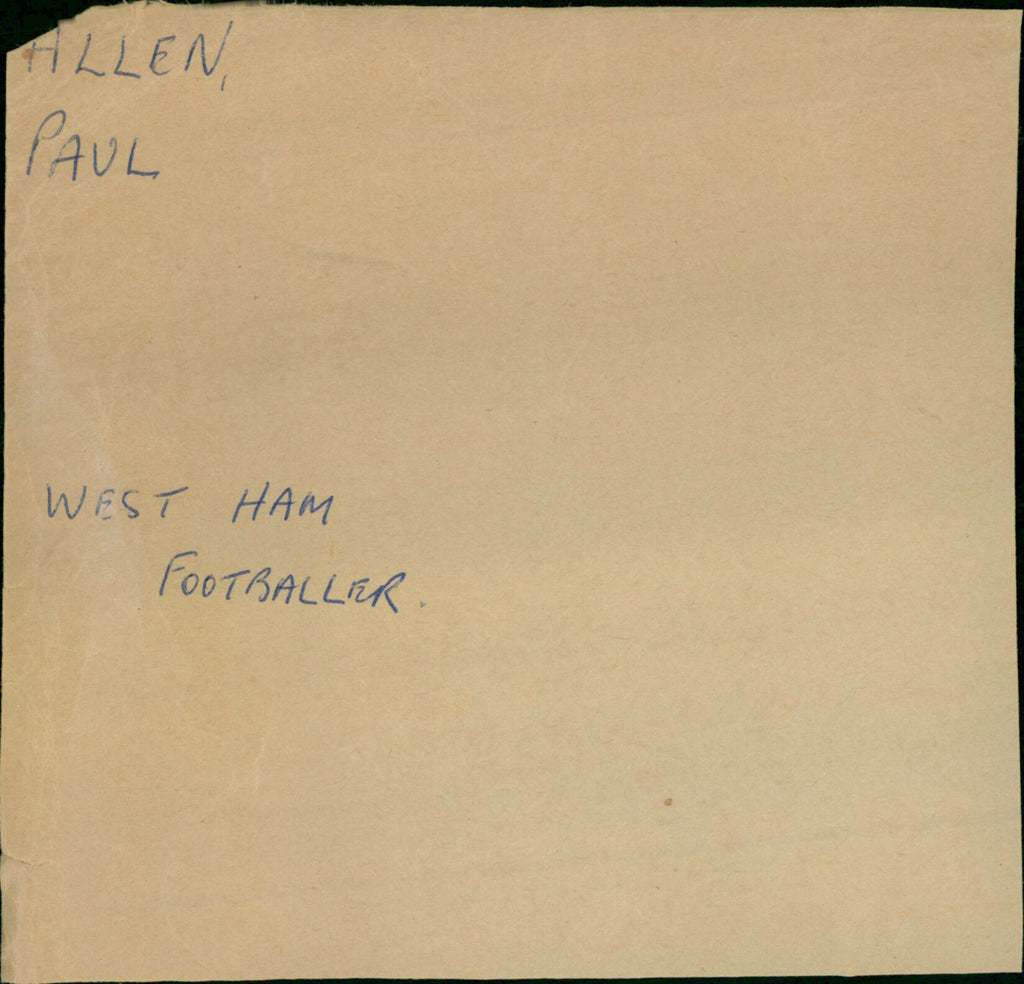 ALLEN,
PAUL
WEST HAM
FOOTBALLER.